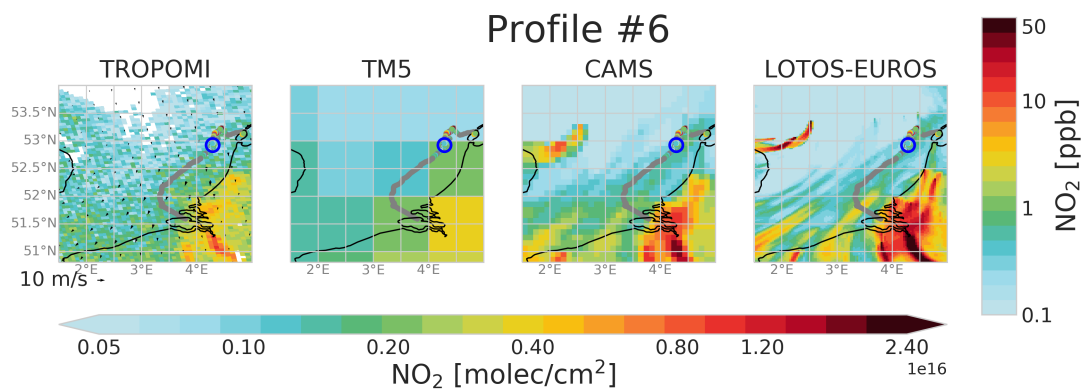 Profile #6
TROPOMI TM5 CAMS LOTOS-EUROS
53.5°N
53°N
52.5°N
52°N
51.5°N
51°N
2°E 3°E 4°E 2°E 3°E 4°E 2°E 3°E 4°E 2°E 3°E 4°E
10 m/s
50
10
1
0.1
NO₂ [ppb]
0.05 0.10 0.20 0.40 0.80 1.20 2.40
1e16
NO₂ [molec/cm²]